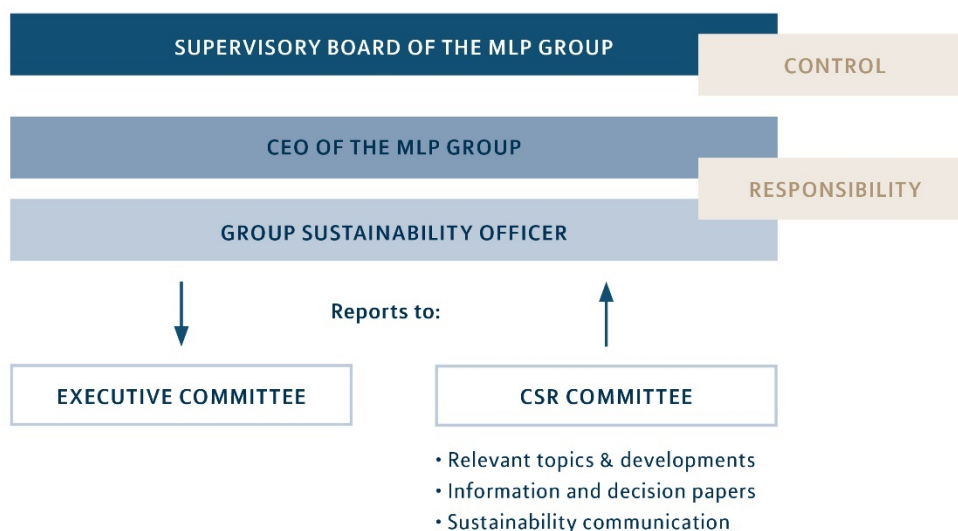 SUPERVISORY BOARD OF THE MLP GROUP
CONTROL
CEO OF THE MLP GROUP
RESPONSIBILITY
GROUP SUSTAINABILITY OFFICER
Reports to:
EXECUTIVE COMMITTEE
CSR COMMITTEE
• Relevant topics & developments
• Information and decision papers
• Sustainability communication